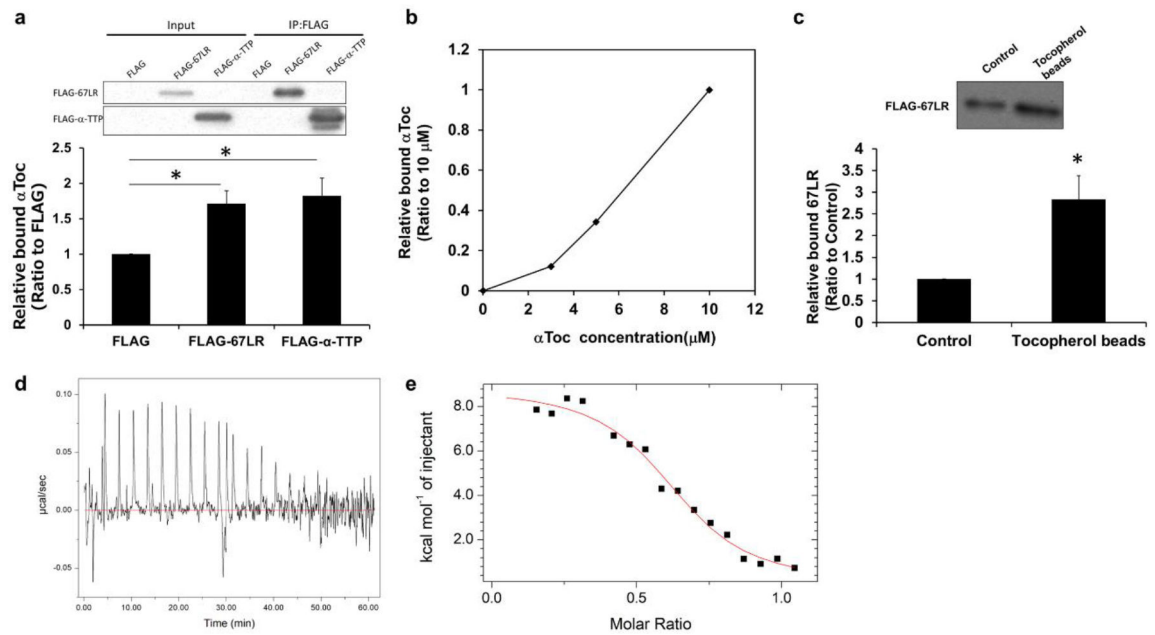 a
Input
IP:FLAG
FLAG
FLAG-67LR
FLAG-α-TTP
FLAG
FLAG-67LR
FLAG-α-TTP
FLAG-67LR
FLAG-α-TTP
Relative bound αToc
(Ratio to FLAG)
2.5
2
1.5
1
0.5
0
*
*
FLAG
FLAG-67LR
FLAG-α-TTP
b
Relative bound αToc
(Ratio to 10 μM)
1.2
1
0.8
0.6
0.4
0.2
0
0
2
4
6
8
10
12
αToc concentration(μM)
c
Control
Tocopherol
beads
FLAG-67LR
Relative bound 67LR
(Ratio to Control)
4
3.5
3
2.5
2
1.5
1
0.5
0
*
Control
Tocopherol beads
d
µcal/sec
0.10
0.05
0.00
-0.05
0.00
10.00
20.00
30.00
40.00
50.00
60.00
Time (min)
e
kcal mol⁻¹ of injectant
8.0
6.0
4.0
2.0
0.0
0.5
1.0
Molar Ratio